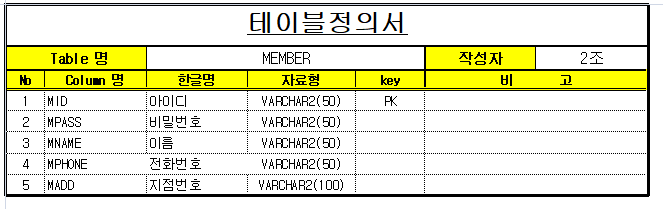 테이블정의서
Table 명 MEMBER 작성자 2조
No Column 명 한글명 자료형 key 비 고
1 MID 아이디 VARCHAR2(50) PK
2 MPASS 비밀번호 VARCHAR2(50)
3 MNAME 이름 VARCHAR2(50)
4 MPHONE 전화번호 VARCHAR2(50)
5 MADD 지점번호 VARCHAR2(100)